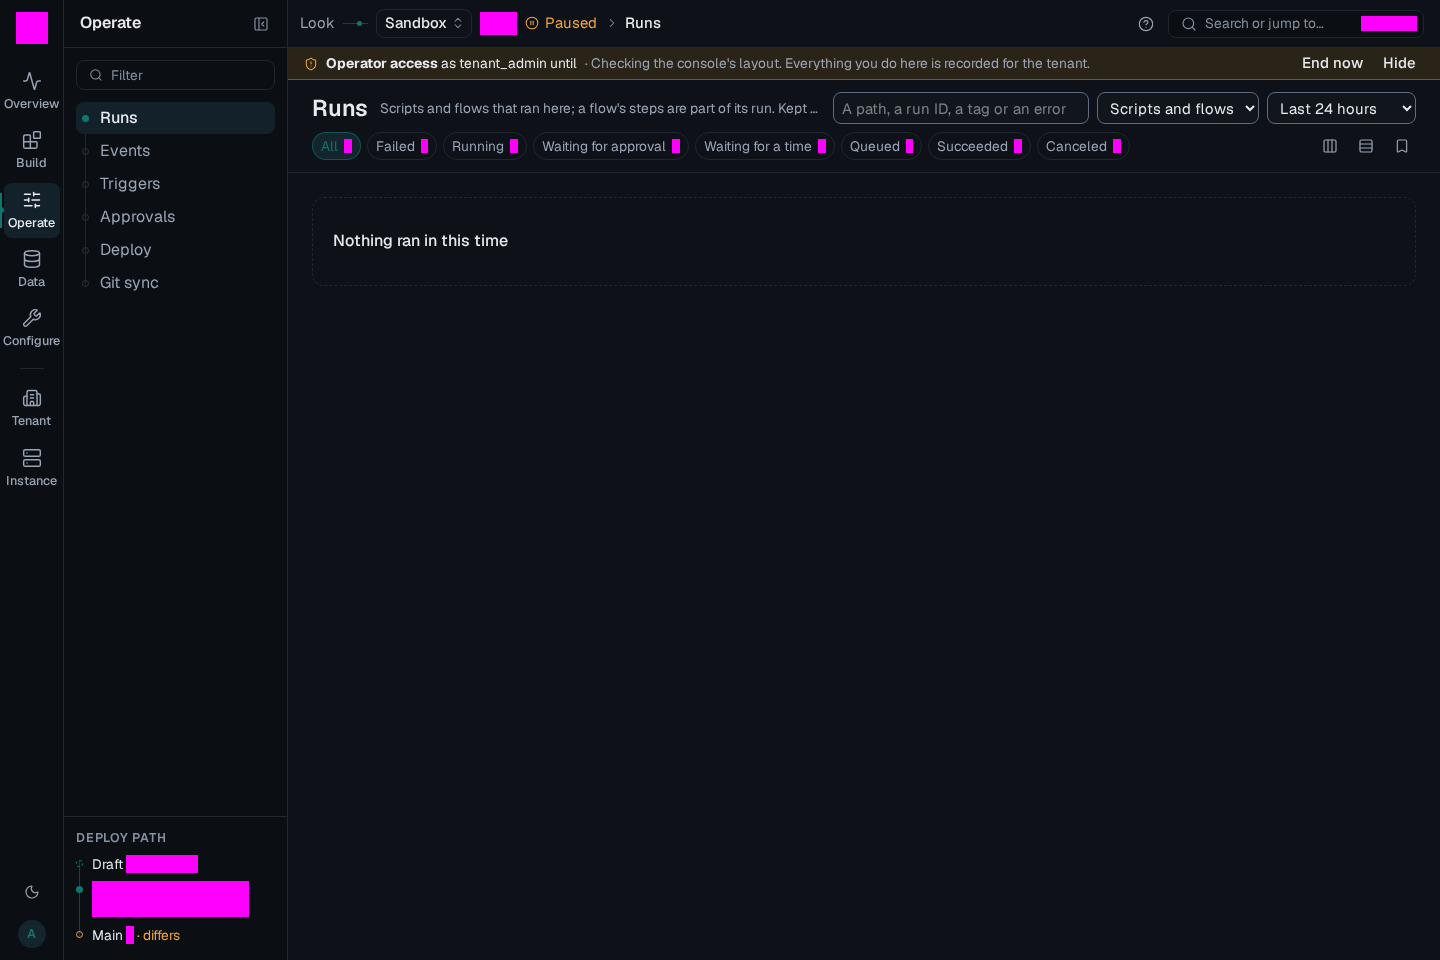 Operate
Look
Sandbox
Paused
Runs
Search or jump to...
Overview
Build
Operate
Data
Configure
Tenant
Instance
A
Filter
Runs
Events
Triggers
Approvals
Deploy
Git sync
DEPLOY PATH
Draft
Main · differs
Operator access as tenant_admin until · Checking the console's layout. Everything you do here is recorded for the tenant.
End now
Hide
Runs
Scripts and flows that ran here; a flow's steps are part of its run. Kept ...
A path, a run ID, a tag or an error
Scripts and flows
Last 24 hours
All
Failed
Running
Waiting for approval
Waiting for a time
Queued
Succeeded
Canceled
Nothing ran in this time